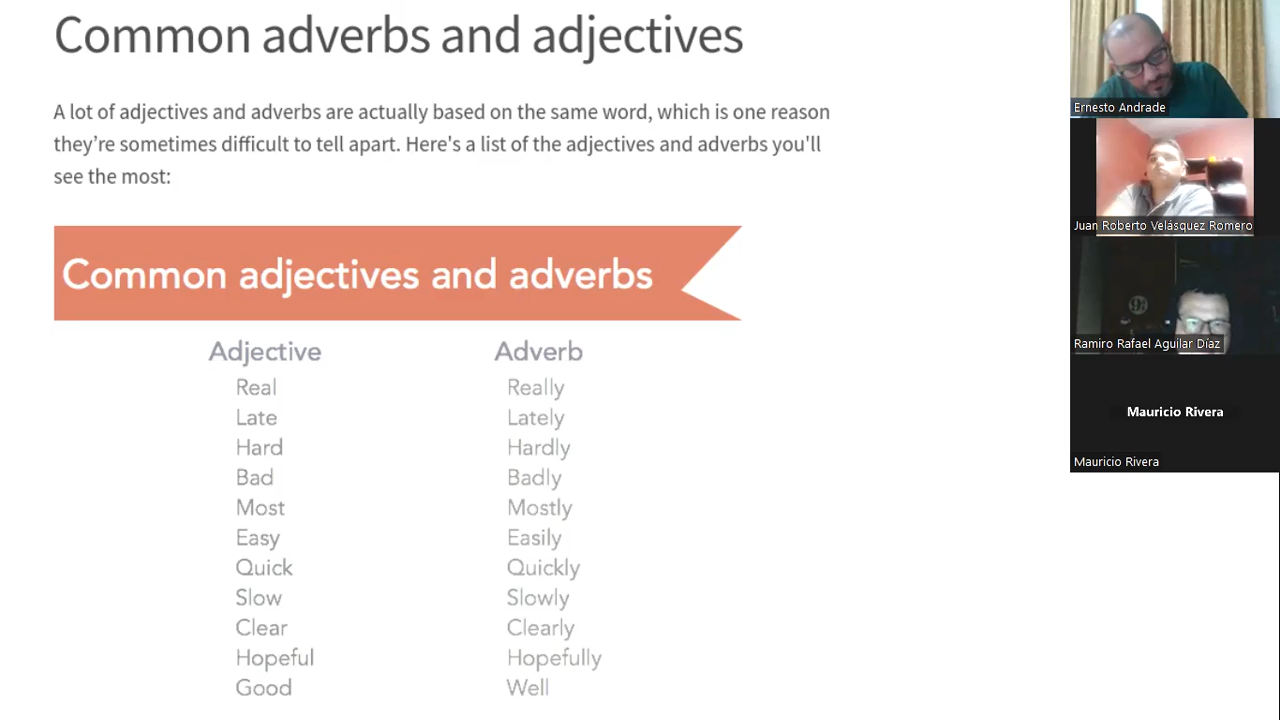 Common adverbs and adjectives
A lot of adjectives and adverbs are actually based on the same word, which is one reason
they’re sometimes difficult to tell apart. Here's a list of the adjectives and adverbs you'll
see the most:
Common adjectives and adverbs
Adjective Adverb
Real Really
Late Lately
Hard Hardly
Bad Badly
Most Mostly
Easy Easily
Quick Quickly
Slow Slowly
Clear Clearly
Hopeful Hopefully
Good Well
Ernesto Andrade
Juan Roberto Velásquez Romero
Ramiro Rafael Aguilar Díaz
Mauricio Rivera
Mauricio Rivera